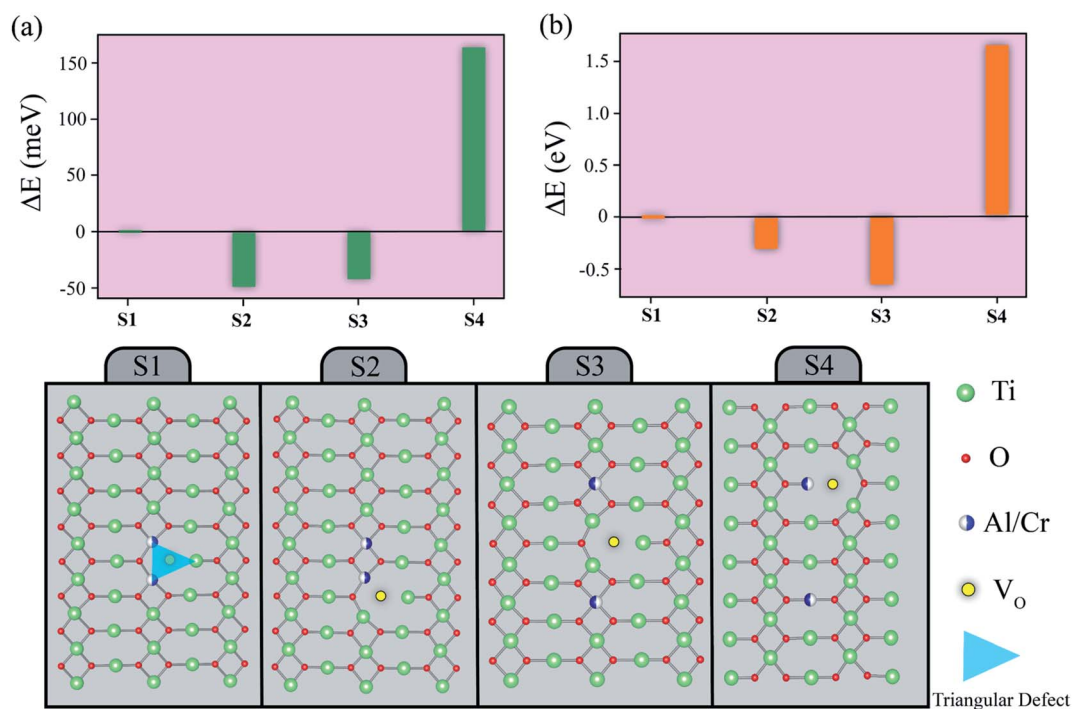 (a)
ΔE (meV)
150
100
50
0
-50
S1
S2
S3
S4
(b)
ΔE (eV)
1.5
1.0
0.5
0
-0.5
S1
S2
S3
S4
S1
S2
S3
S4
Ti
O
Al/Cr
V_O
Triangular Defect